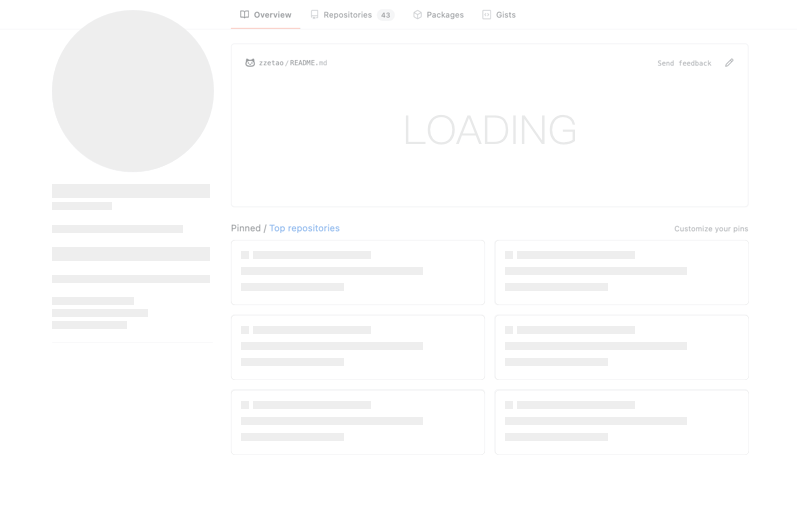 Overview Repositories 43 Packages Gists
zzetao/README.md Send feedback
LOADING
Pinned / Top repositories Customize your pins